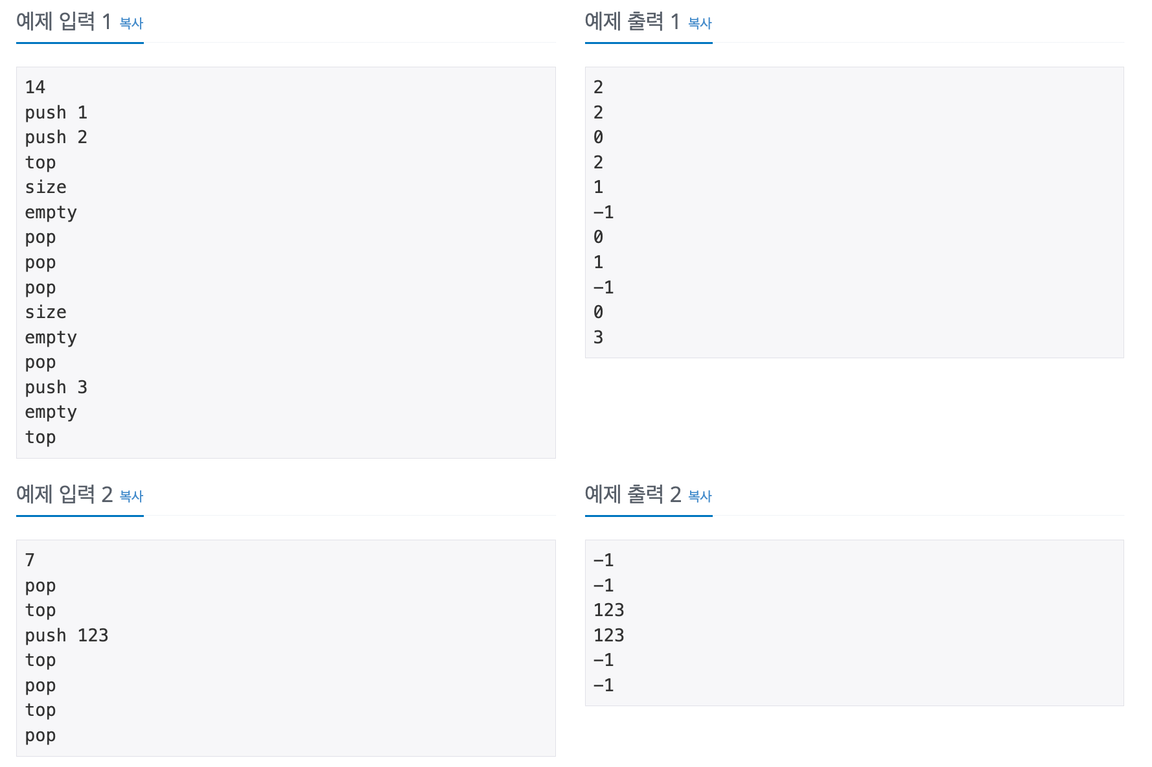 예제 입력 1 복사
14
push 1
push 2
top
size
empty
pop
pop
pop
size
empty
pop
push 3
empty
top
예제 출력 1 복사
2
2
0
2
1
-1
0
1
-1
0
3
예제 입력 2 복사
7
pop
top
push 123
top
pop
top
pop
예제 출력 2 복사
-1
-1
123
123
-1
-1